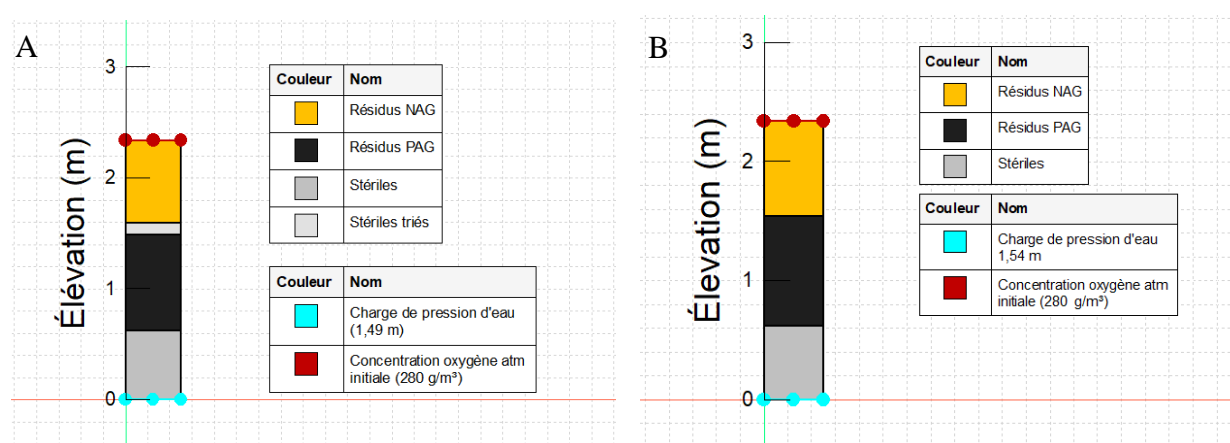 A
Élévation (m)
3
2
1
0
Couleur Nom
Résidus NAG
Résidus PAG
Stériles
Stériles triés
Couleur Nom
Charge de pression d'eau
(1,49 m)
Concentration oxygène atm
initiale (280 g/m³)
B
Élevation (m)
3
2
1
0
Couleur Nom
Résidus NAG
Résidus PAG
Stériles
Couleur Nom
Charge de pression d'eau
1,54 m
Concentration oxygène atm
initiale (280 g/m³)